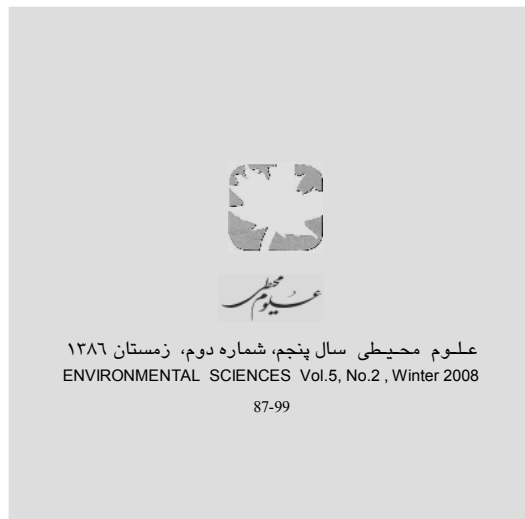 علوم محیطی
علـوم محـیـطی سال پنجم، شماره دوم، زمستان ١٣٨٦
ENVIRONMENTAL SCIENCES Vol.5, No.2 , Winter 2008
87-99